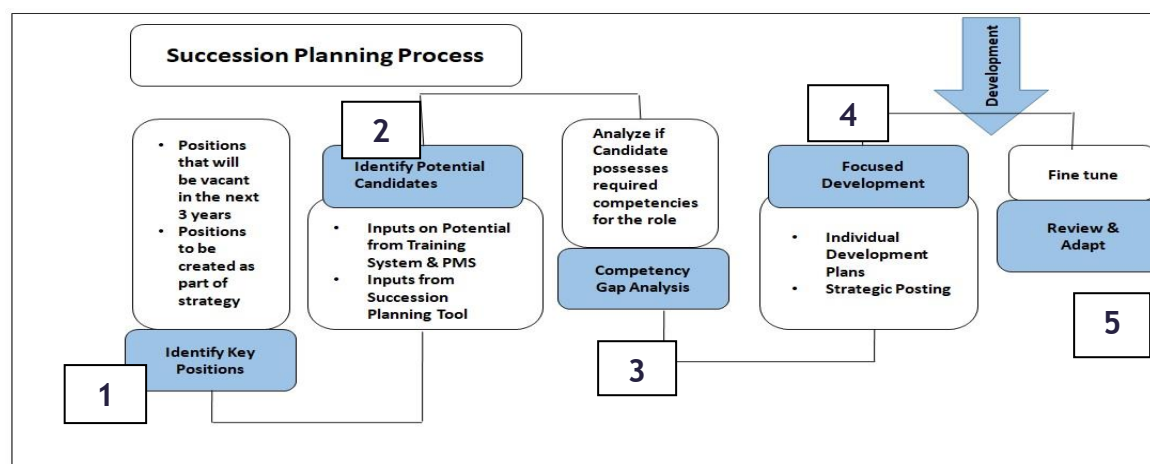 Succession Planning Process
Development
1
• Positions
that will
be vacant
in the next
3 years
• Positions
to be
created as
part of
strategy
Identify Key
Positions
2
Identify Potential
Candidates
• Inputs on Potential
from Training
System & PMS
• Inputs from
Succession
Planning Tool
Analyze if
Candidate
possesses
required
competencies
for the role
Competency
Gap Analysis
3
4
Focused
Development
• Individual
Development
Plans
• Strategic Posting
Fine tune
Review &
Adapt
5